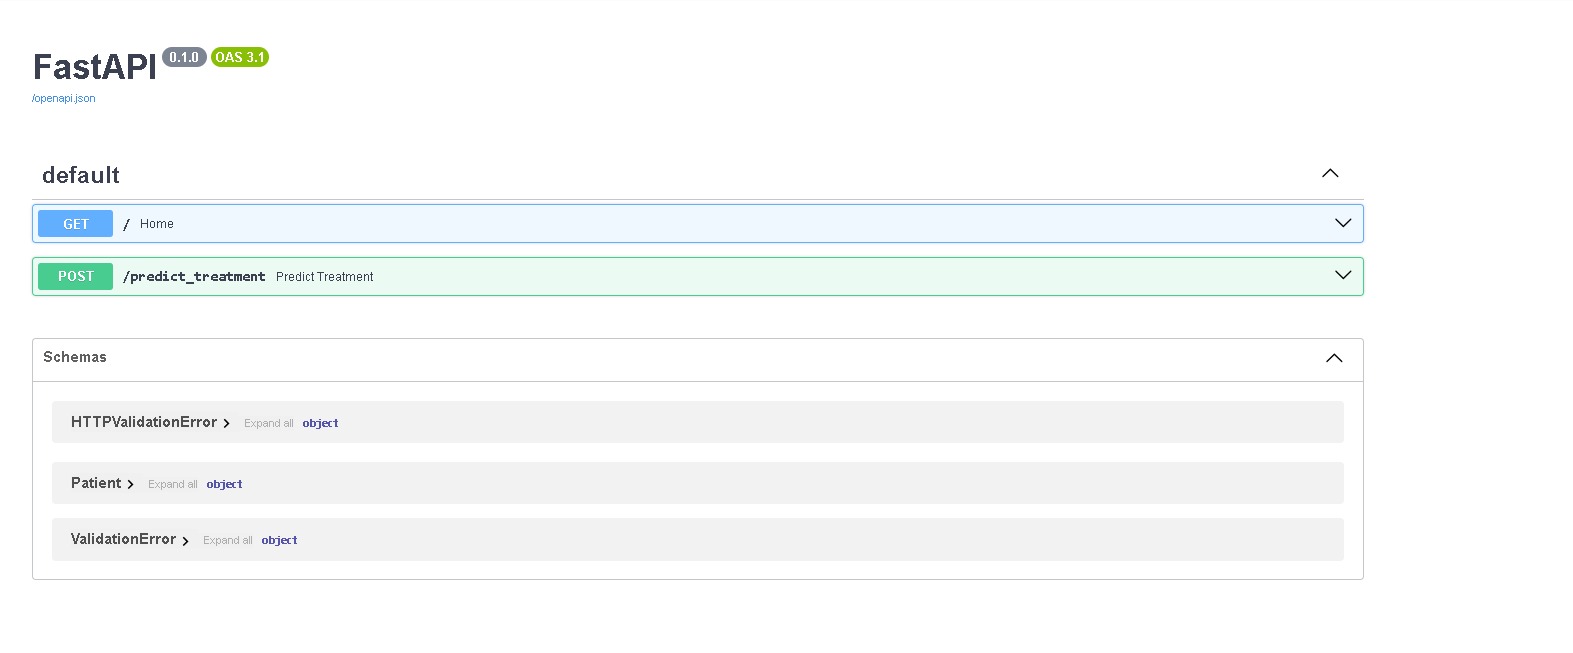 FastAPI 0.1.0 OAS 3.1
/openapi.json
default
GET / Home
POST /predict_treatment Predict Treatment
Schemas
HTTPValidationError Expand all object
Patient Expand all object
ValidationError Expand all object